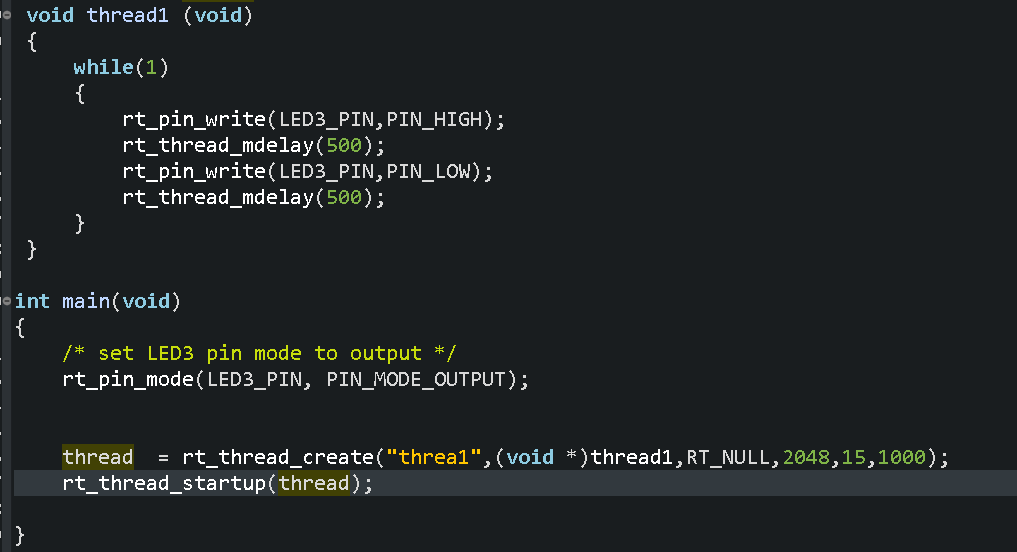 void thread1 (void)
{
    while(1)
    {
        rt_pin_write(LED3_PIN,PIN_HIGH);
        rt_thread_mdelay(500);
        rt_pin_write(LED3_PIN,PIN_LOW);
        rt_thread_mdelay(500);
    }
}
int main(void)
{
    /* set LED3 pin mode to output */
    rt_pin_mode(LED3_PIN, PIN_MODE_OUTPUT);
    thread  = rt_thread_create("threa1",(void *)thread1,RT_NULL,2048,15,1000);
    rt_thread_startup(thread);
}